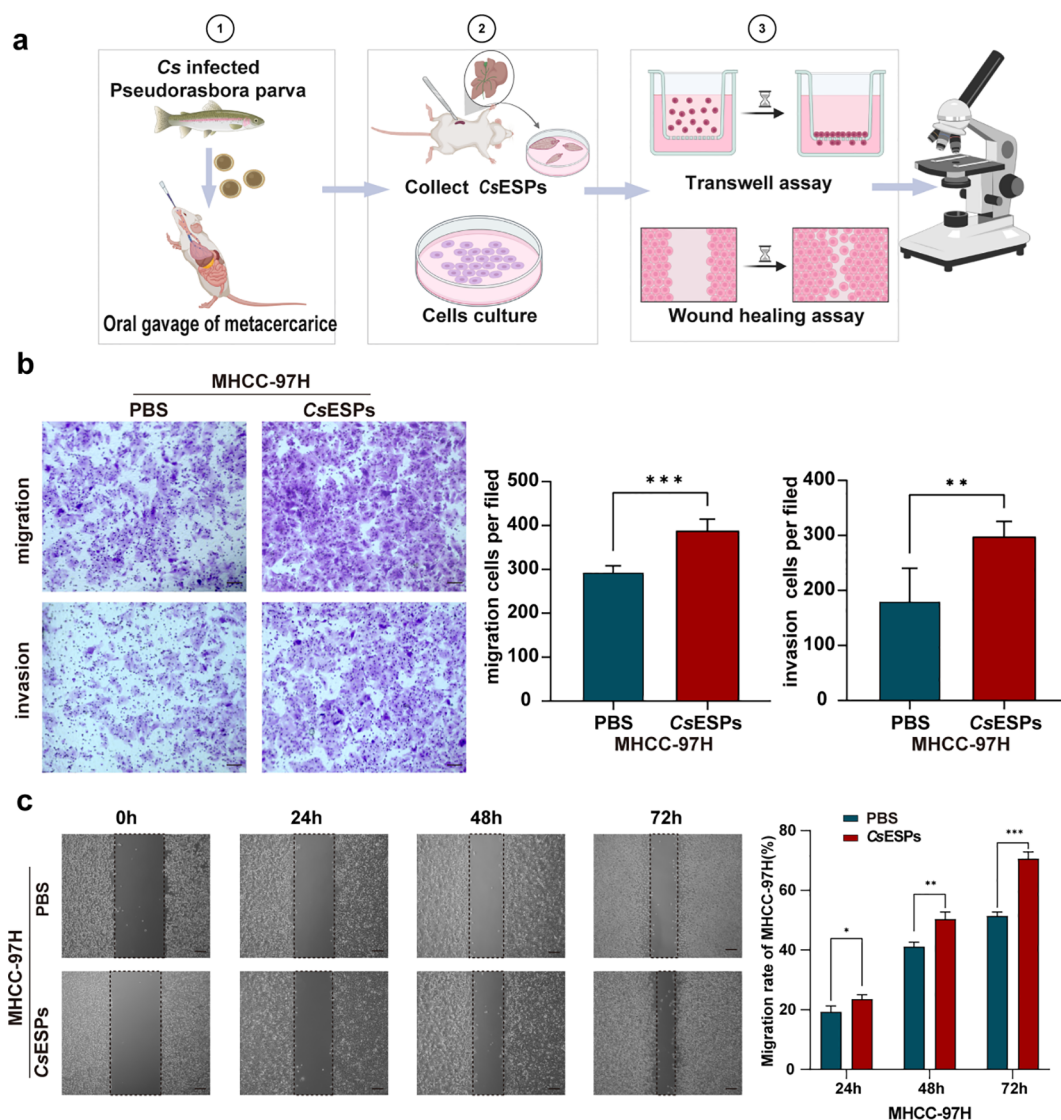 a
1
2
3
Cs infected
Pseudorasbora parva
Oral gavage of metacercarice
Collect CsESPs
Cells culture
Transwell assay
Wound healing assay
b
MHCC-97H
PBS
CsESPs
migration
invasion
migration cells per filed
500
400
300
200
100
0
***
PBS
CsESPs
MHCC-97H
invasion cells per filed
400
300
200
100
0
**
PBS
CsESPs
MHCC-97H
c
0h
24h
48h
72h
MHCC-97H
PBS
CsESPs
PBS
CsESPs
Migration rate of MHCC-97H(%)
80
60
40
20
0
*
**
***
24h
48h
72h
MHCC-97H